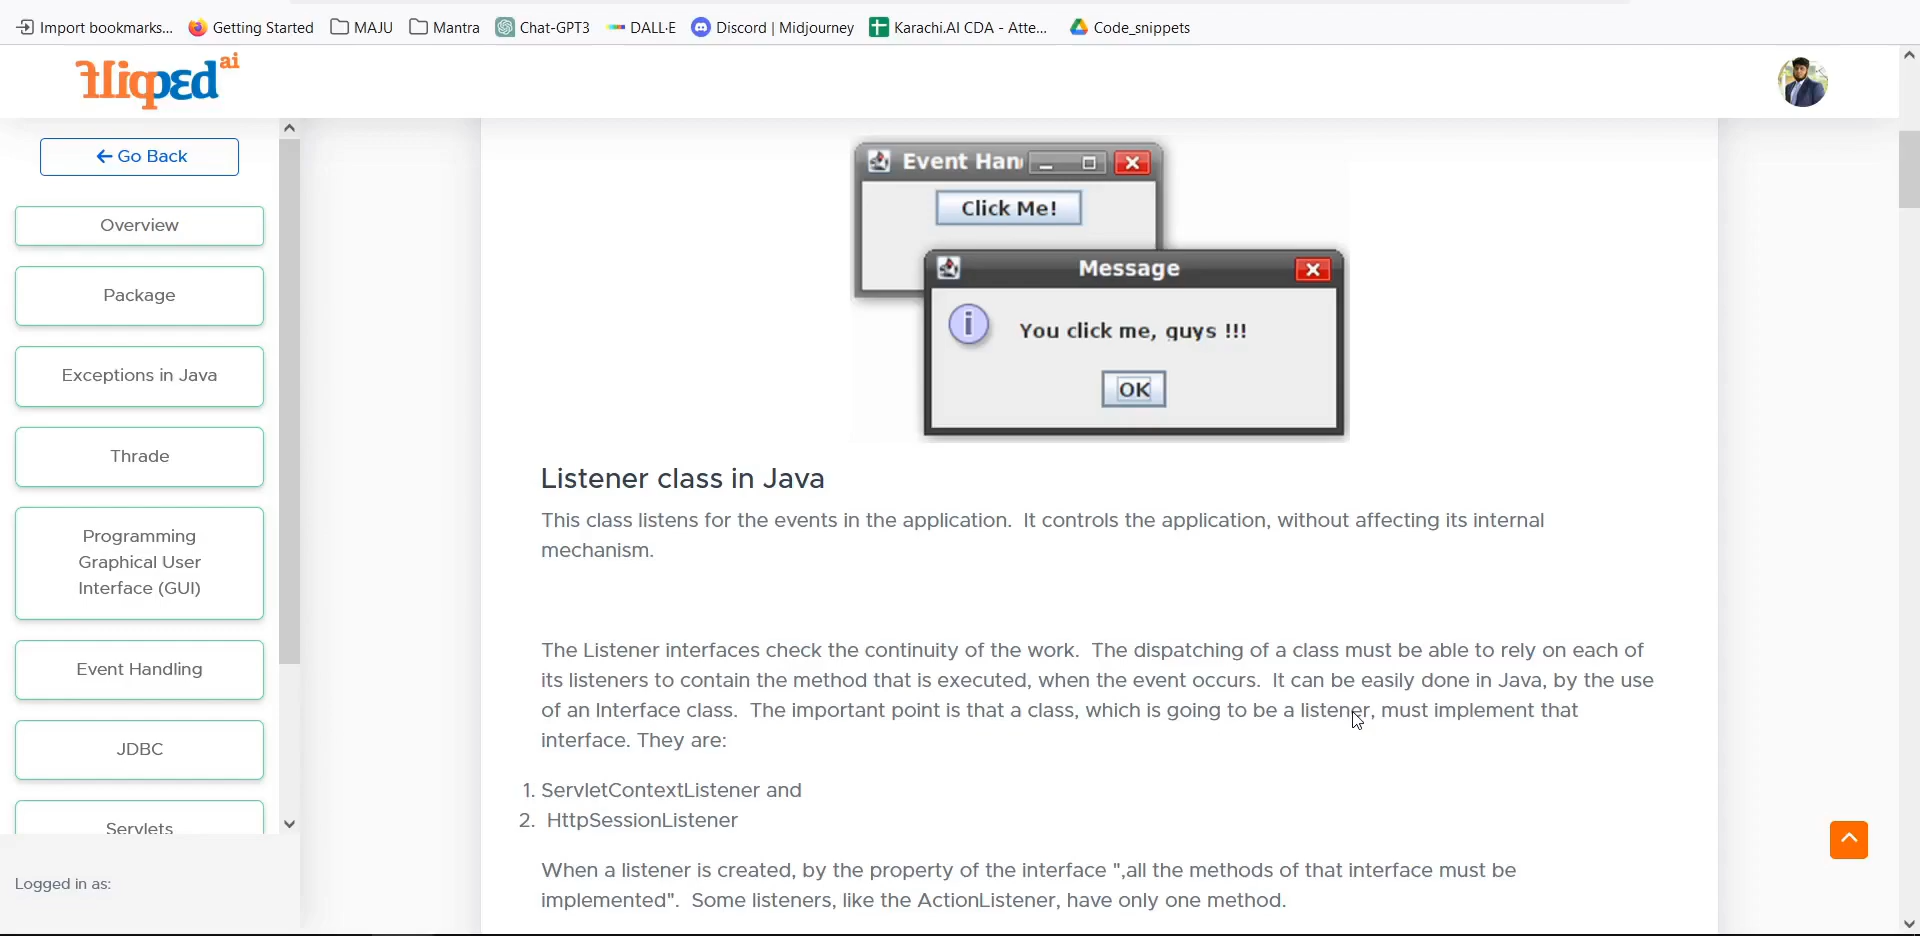 Import bookmarks... Getting Started MAJU Mantra Chat-GPT3 DALL·E Discord | Midjourney Karachi.AI CDA - Atte... Code_snippets
fliqped ai
Go Back
Overview
Package
Exceptions in Java
Thrade
Programming
Graphical User
Interface (GUI)
Event Handling
JDBC
Servlets
Logged in as:
Event Han
Click Me!
Message
You click me, guys !!!
OK
Listener class in Java
This class listens for the events in the application.  It controls the application, without affecting its internal
mechanism.
The Listener interfaces check the continuity of the work.  The dispatching of a class must be able to rely on each of
its listeners to contain the method that is executed, when the event occurs.  It can be easily done in Java, by the use
of an Interface class.  The important point is that a class, which is going to be a listener, must implement that
interface. They are:
1. ServletContextListener and
2.  HttpSessionListener
When a listener is created, by the property of the interface ",all the methods of that interface must be
implemented".  Some listeners, like the ActionListener, have only one method.